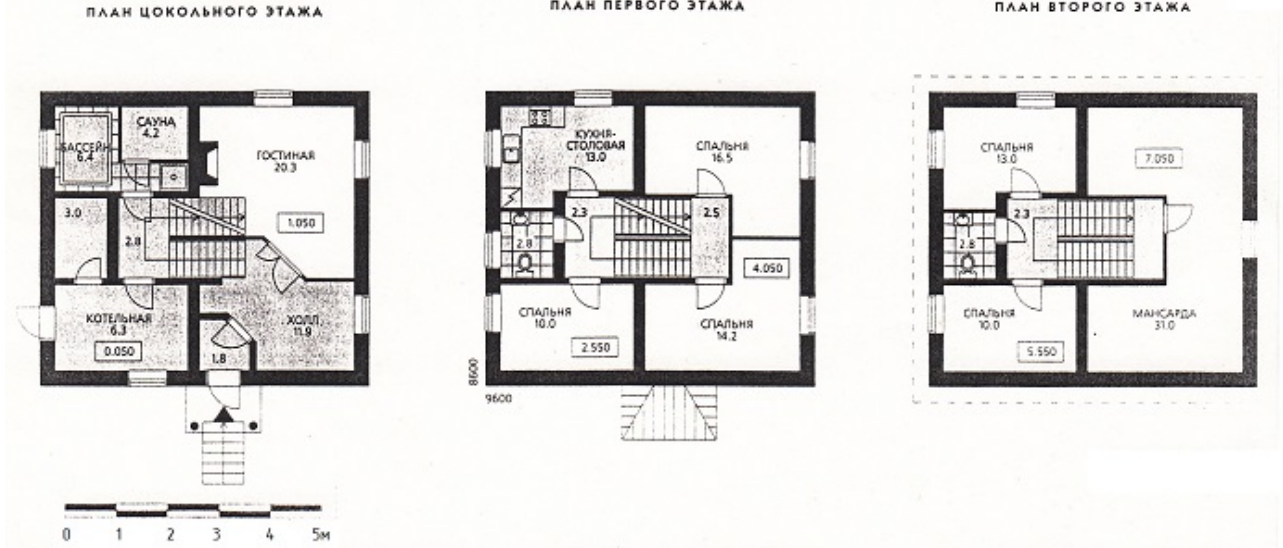 ПЛАН ЦОКОЛЬНОГО ЭТАЖА
САУНА
4.2
БАССЕЙН
6.4
ГОСТИНАЯ
20.3
3.0
2.8
1.050
КОТЕЛЬНАЯ
6.3
0.050
ХОЛЛ
11.9
1.8
0 1 2 3 4 5м
ПЛАН ПЕРВОГО ЭТАЖА
КУХНЯ-
СТОЛОВАЯ
13.0
СПАЛЬНЯ
16.5
2.3
2.5
2.8
4.050
СПАЛЬНЯ
10.0
2.550
СПАЛЬНЯ
14.2
8600
9600
ПЛАН ВТОРОГО ЭТАЖА
СПАЛЬНЯ
13.0
7.050
2.3
2.8
СПАЛЬНЯ
10.0
5.550
МАНСАРДА
31.0